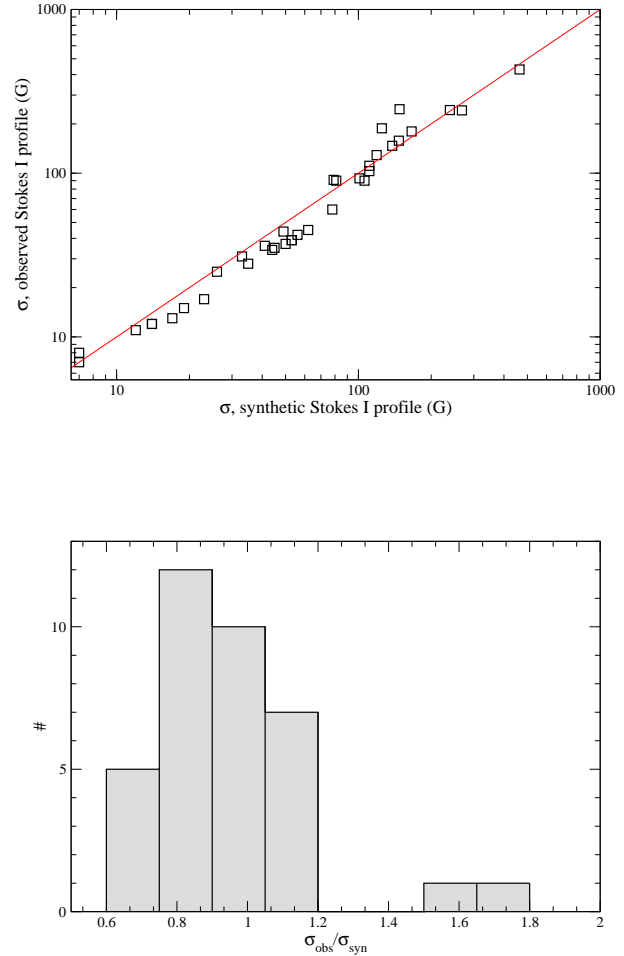 1000
100
10
σ, observed Stokes I profile (G)
10 100 1000
σ, synthetic Stokes I profile (G)
10
5
0
#
0.6 0.8 1 1.2 1.4 1.6 1.8 2
σobs/σsyn